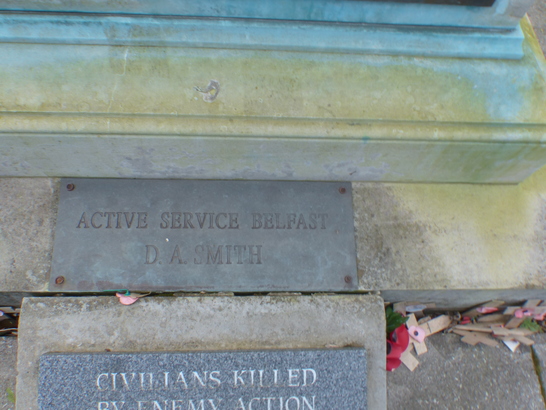 ACTIVE SERVICE BELFAST
D. A. SMITH
CIVILIANS KILLED
BY ENEMY ACTION